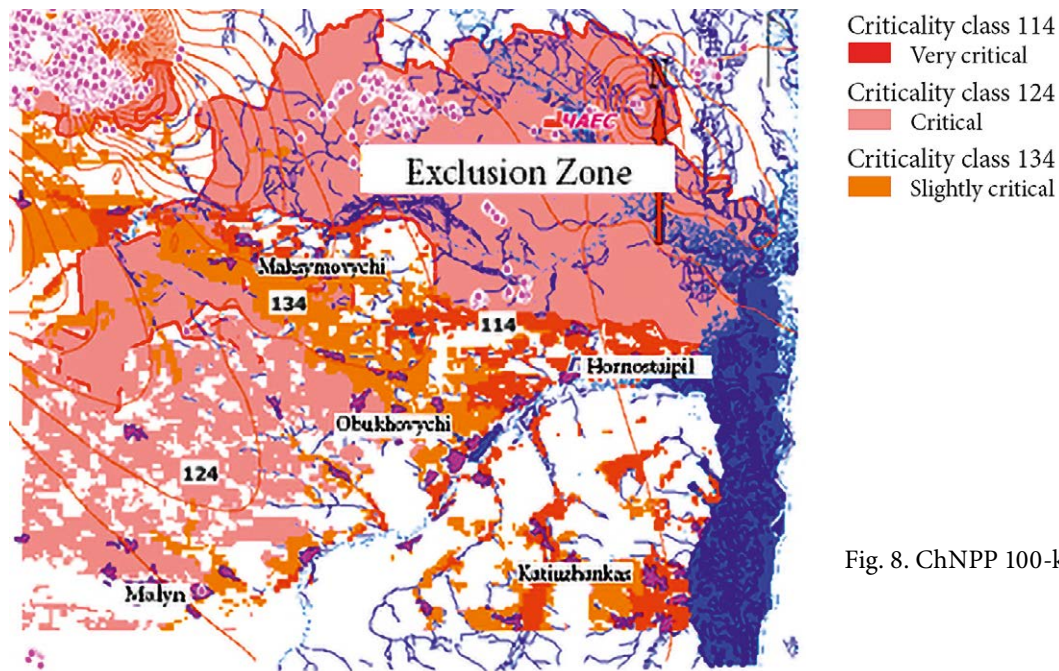 Criticality class 114
Very critical
Criticality class 124
Critical
Criticality class 134
Slightly critical
N
ЧАЕС
Exclusion Zone
Maksymovychi
134
114
Hornostaipil
Obukhovychi
124
Malyn
Katiuzhankas
Fig. 8. ChNPP 100-k